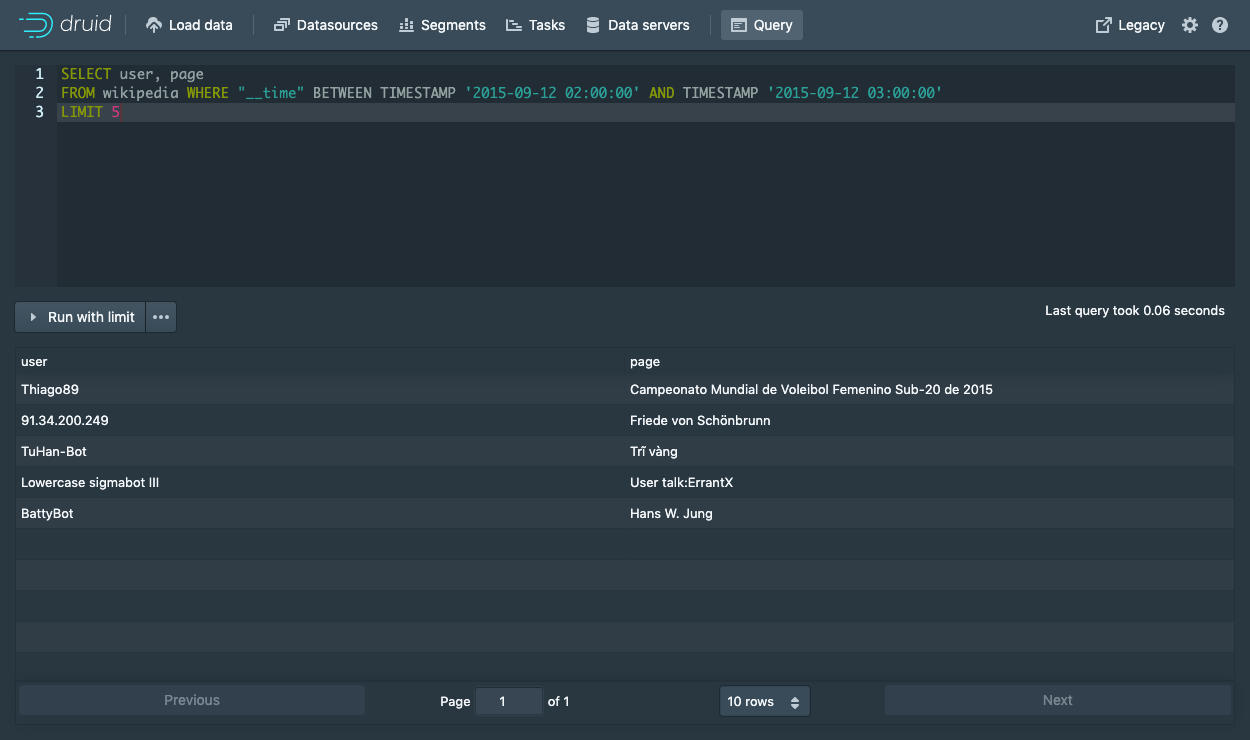 druid Load data Datasources Segments Tasks Data servers Query Legacy
1 SELECT user, page
2 FROM wikipedia WHERE "__time" BETWEEN TIMESTAMP '2015-09-12 02:00:00' AND TIMESTAMP '2015-09-12 03:00:00'
3 LIMIT 5
Run with limit Last query took 0.06 seconds
user page
Thiago89 Campeonato Mundial de Voleibol Femenino Sub-20 de 2015
91.34.200.249 Friede von Schönbrunn
TuHan-Bot Trĩ vàng
Lowercase sigmabot III User talk:ErrantX
BattyBot Hans W. Jung
Previous Page 1 of 1 10 rows Next